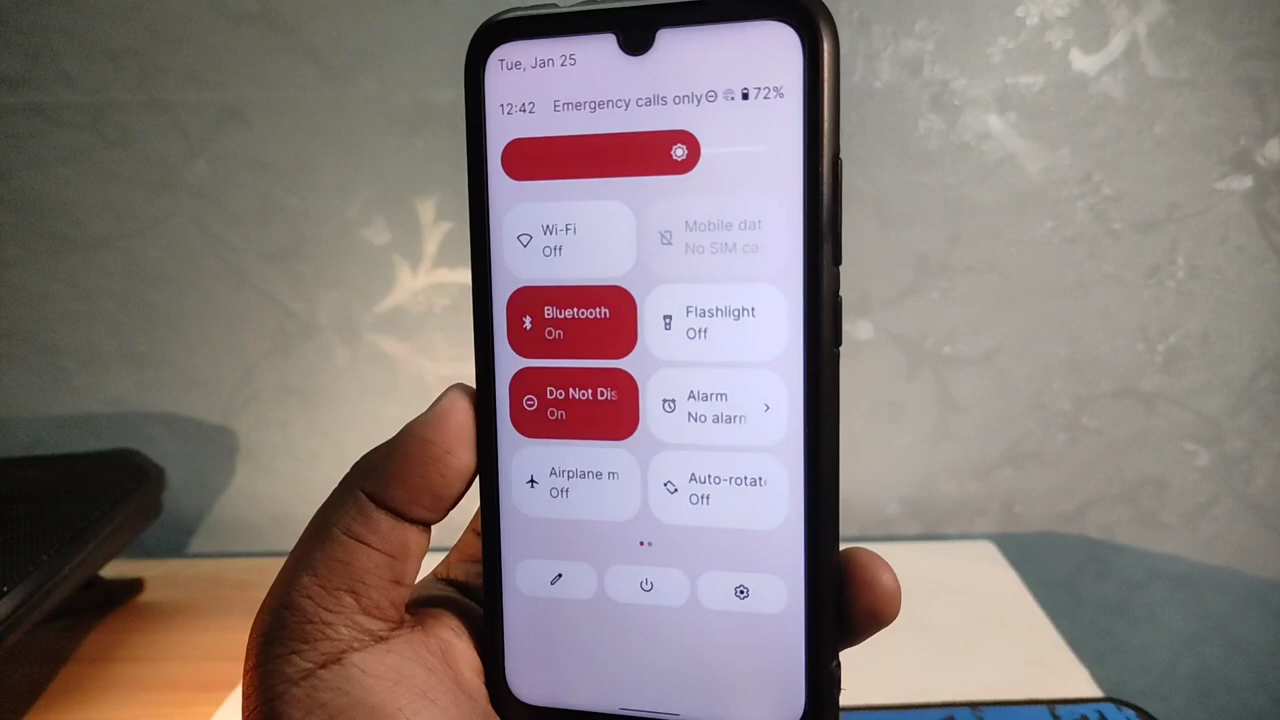 Tue, Jan 25
12:42 Emergency calls only 72%
Wi-Fi
Off
Mobile dat
No SIM ca
Bluetooth
On
Flashlight
Off
Do Not Dis
On
Alarm
No alarm
Airplane m
Off
Auto-rotat
Off